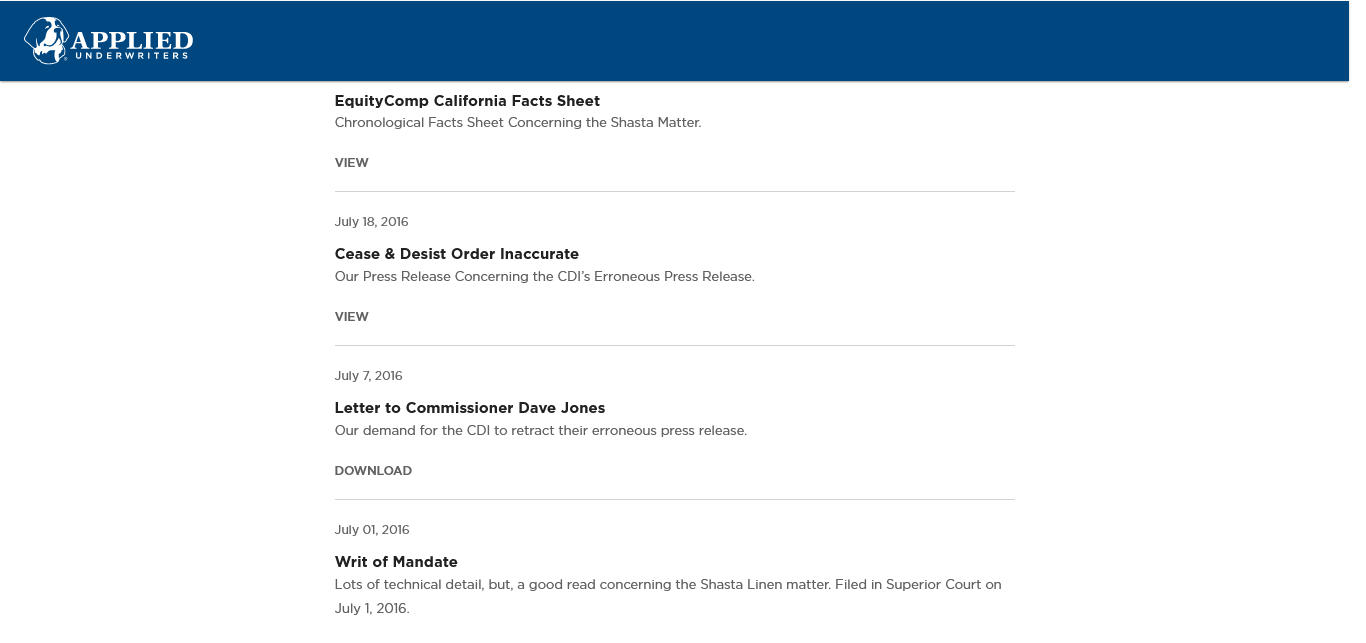 APPLIED
UNDERWRITERS
EquityComp California Facts Sheet
Chronological Facts Sheet Concerning the Shasta Matter.
VIEW
July 18, 2016
Cease & Desist Order Inaccurate
Our Press Release Concerning the CDI’s Erroneous Press Release.
VIEW
July 7, 2016
Letter to Commissioner Dave Jones
Our demand for the CDI to retract their erroneous press release.
DOWNLOAD
July 01, 2016
Writ of Mandate
Lots of technical detail, but, a good read concerning the Shasta Linen matter. Filed in Superior Court on
July 1, 2016.